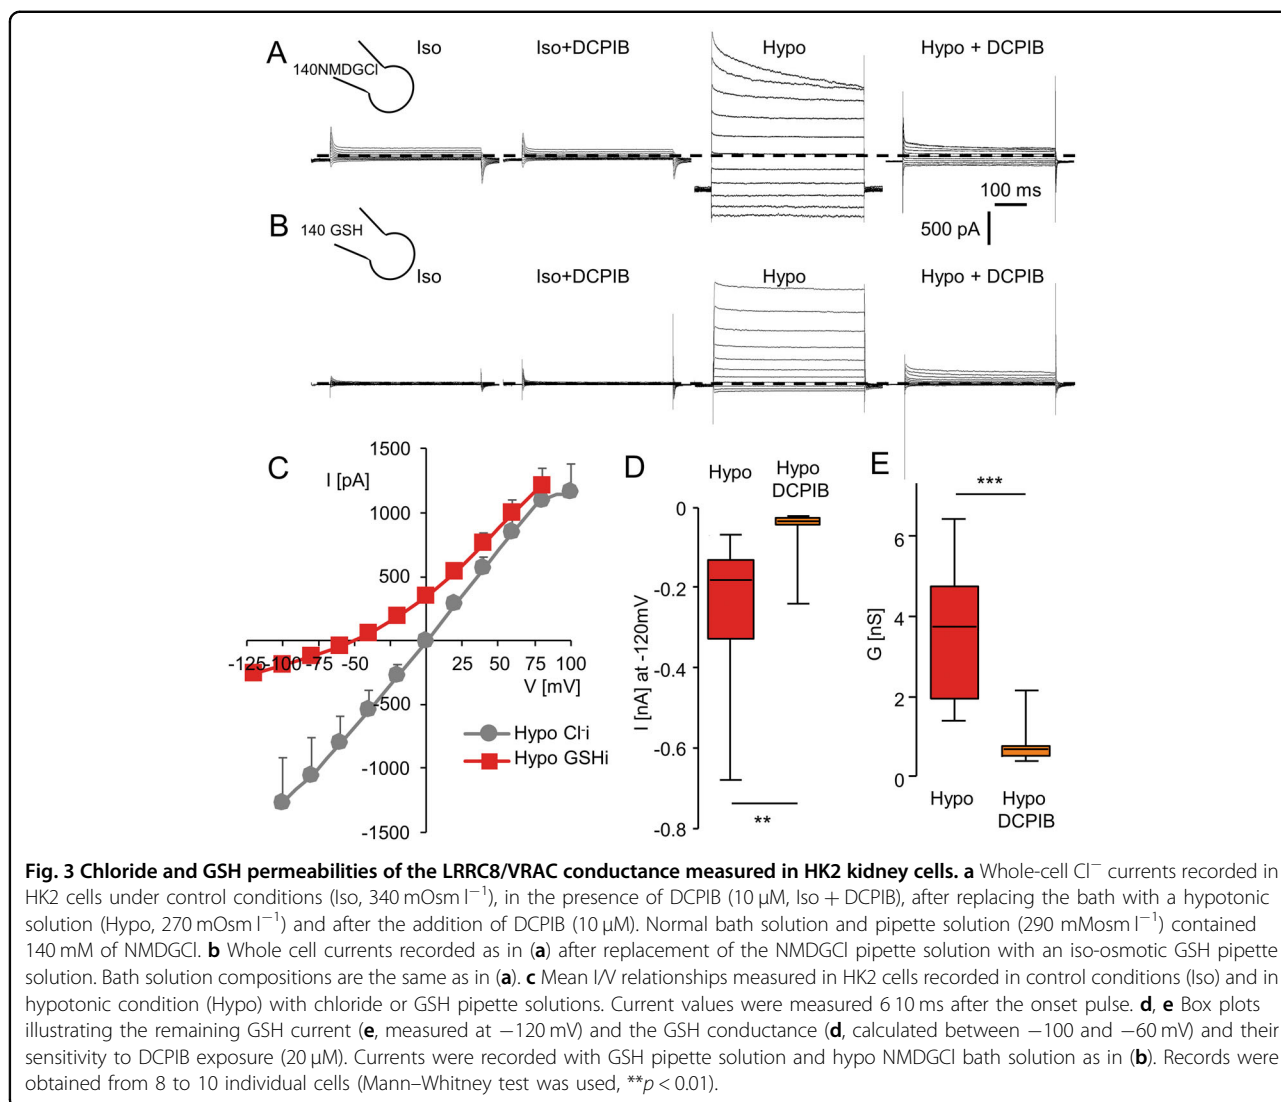 A
Iso
Iso+DCPIB
Hypo
Hypo + DCPIB
140NMDGCl
100 ms
500 pA
B
140 GSH
Iso
Iso+DCPIB
Hypo
Hypo + DCPIB
C
I [pA]
1500
1000
500
-500
-1000
-1500
-125
-100
-75
-50
-25
25
50
75
100
V [mV]
Hypo Cl-i
Hypo GSHi
D
Hypo
Hypo
DCPIB
I [nA] at -120mV
0
-0.2
-0.4
-0.6
-0.8
**
E
***
G [nS]
6
4
2
0
Hypo
Hypo
DCPIB
Fig. 3 Chloride and GSH permeabilities of the LRRC8/VRAC conductance measured in HK2 kidney cells. a Whole-cell Cl⁻ currents recorded in
HK2 cells under control conditions (Iso, 340 mOsm l⁻¹), in the presence of DCPIB (10 µM, Iso + DCPIB), after replacing the bath with a hypotonic
solution (Hypo, 270 mOsm l⁻¹) and after the addition of DCPIB (10 µM). Normal bath solution and pipette solution (290 mMosm l⁻¹) contained
140 mM of NMDGCl. b Whole cell currents recorded as in (a) after replacement of the NMDGCl pipette solution with an iso-osmotic GSH pipette
solution. Bath solution compositions are the same as in (a). c Mean I/V relationships measured in HK2 cells recorded in control conditions (Iso) and in
hypotonic condition (Hypo) with chloride or GSH pipette solutions. Current values were measured 6 10 ms after the onset pulse. d, e Box plots
illustrating the remaining GSH current (e, measured at −120 mV) and the GSH conductance (d, calculated between −100 and −60 mV) and their
sensitivity to DCPIB exposure (20 µM). Currents were recorded with GSH pipette solution and hypo NMDGCl bath solution as in (b). Records were
obtained from 8 to 10 individual cells (Mann–Whitney test was used, **p < 0.01).